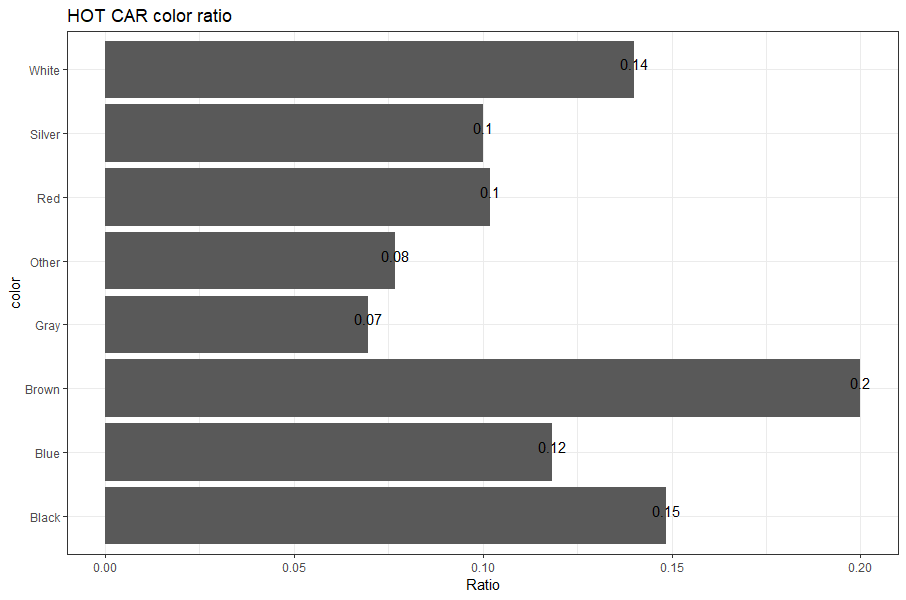 HOT CAR color ratio
color
White
0.14
Silver
0.1
Red
0.1
Other
0.08
Gray
0.07
Brown
0.2
Blue
0.12
Black
0.15
0.00
0.05
0.10
0.15
0.20
Ratio